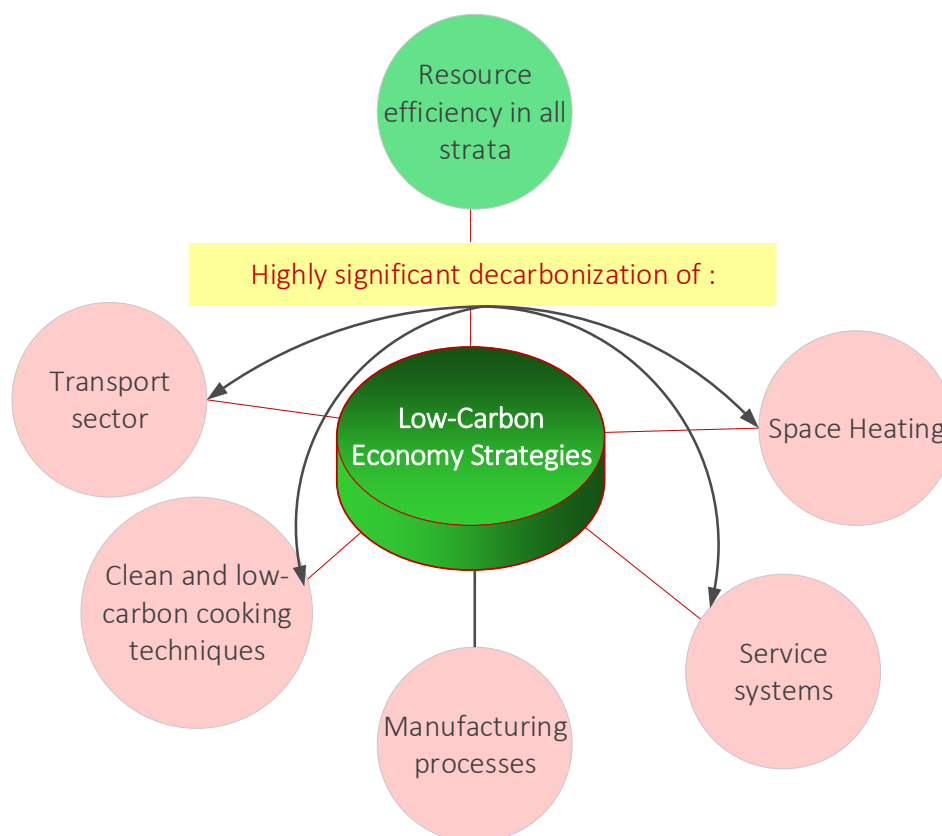 Resource
efficiency in all
strata
Highly significant decarbonization of :
Transport
sector
Low-Carbon
Economy Strategies
Space Heating
Clean and low-
carbon cooking
techniques
Service
systems
Manufacturing
processes